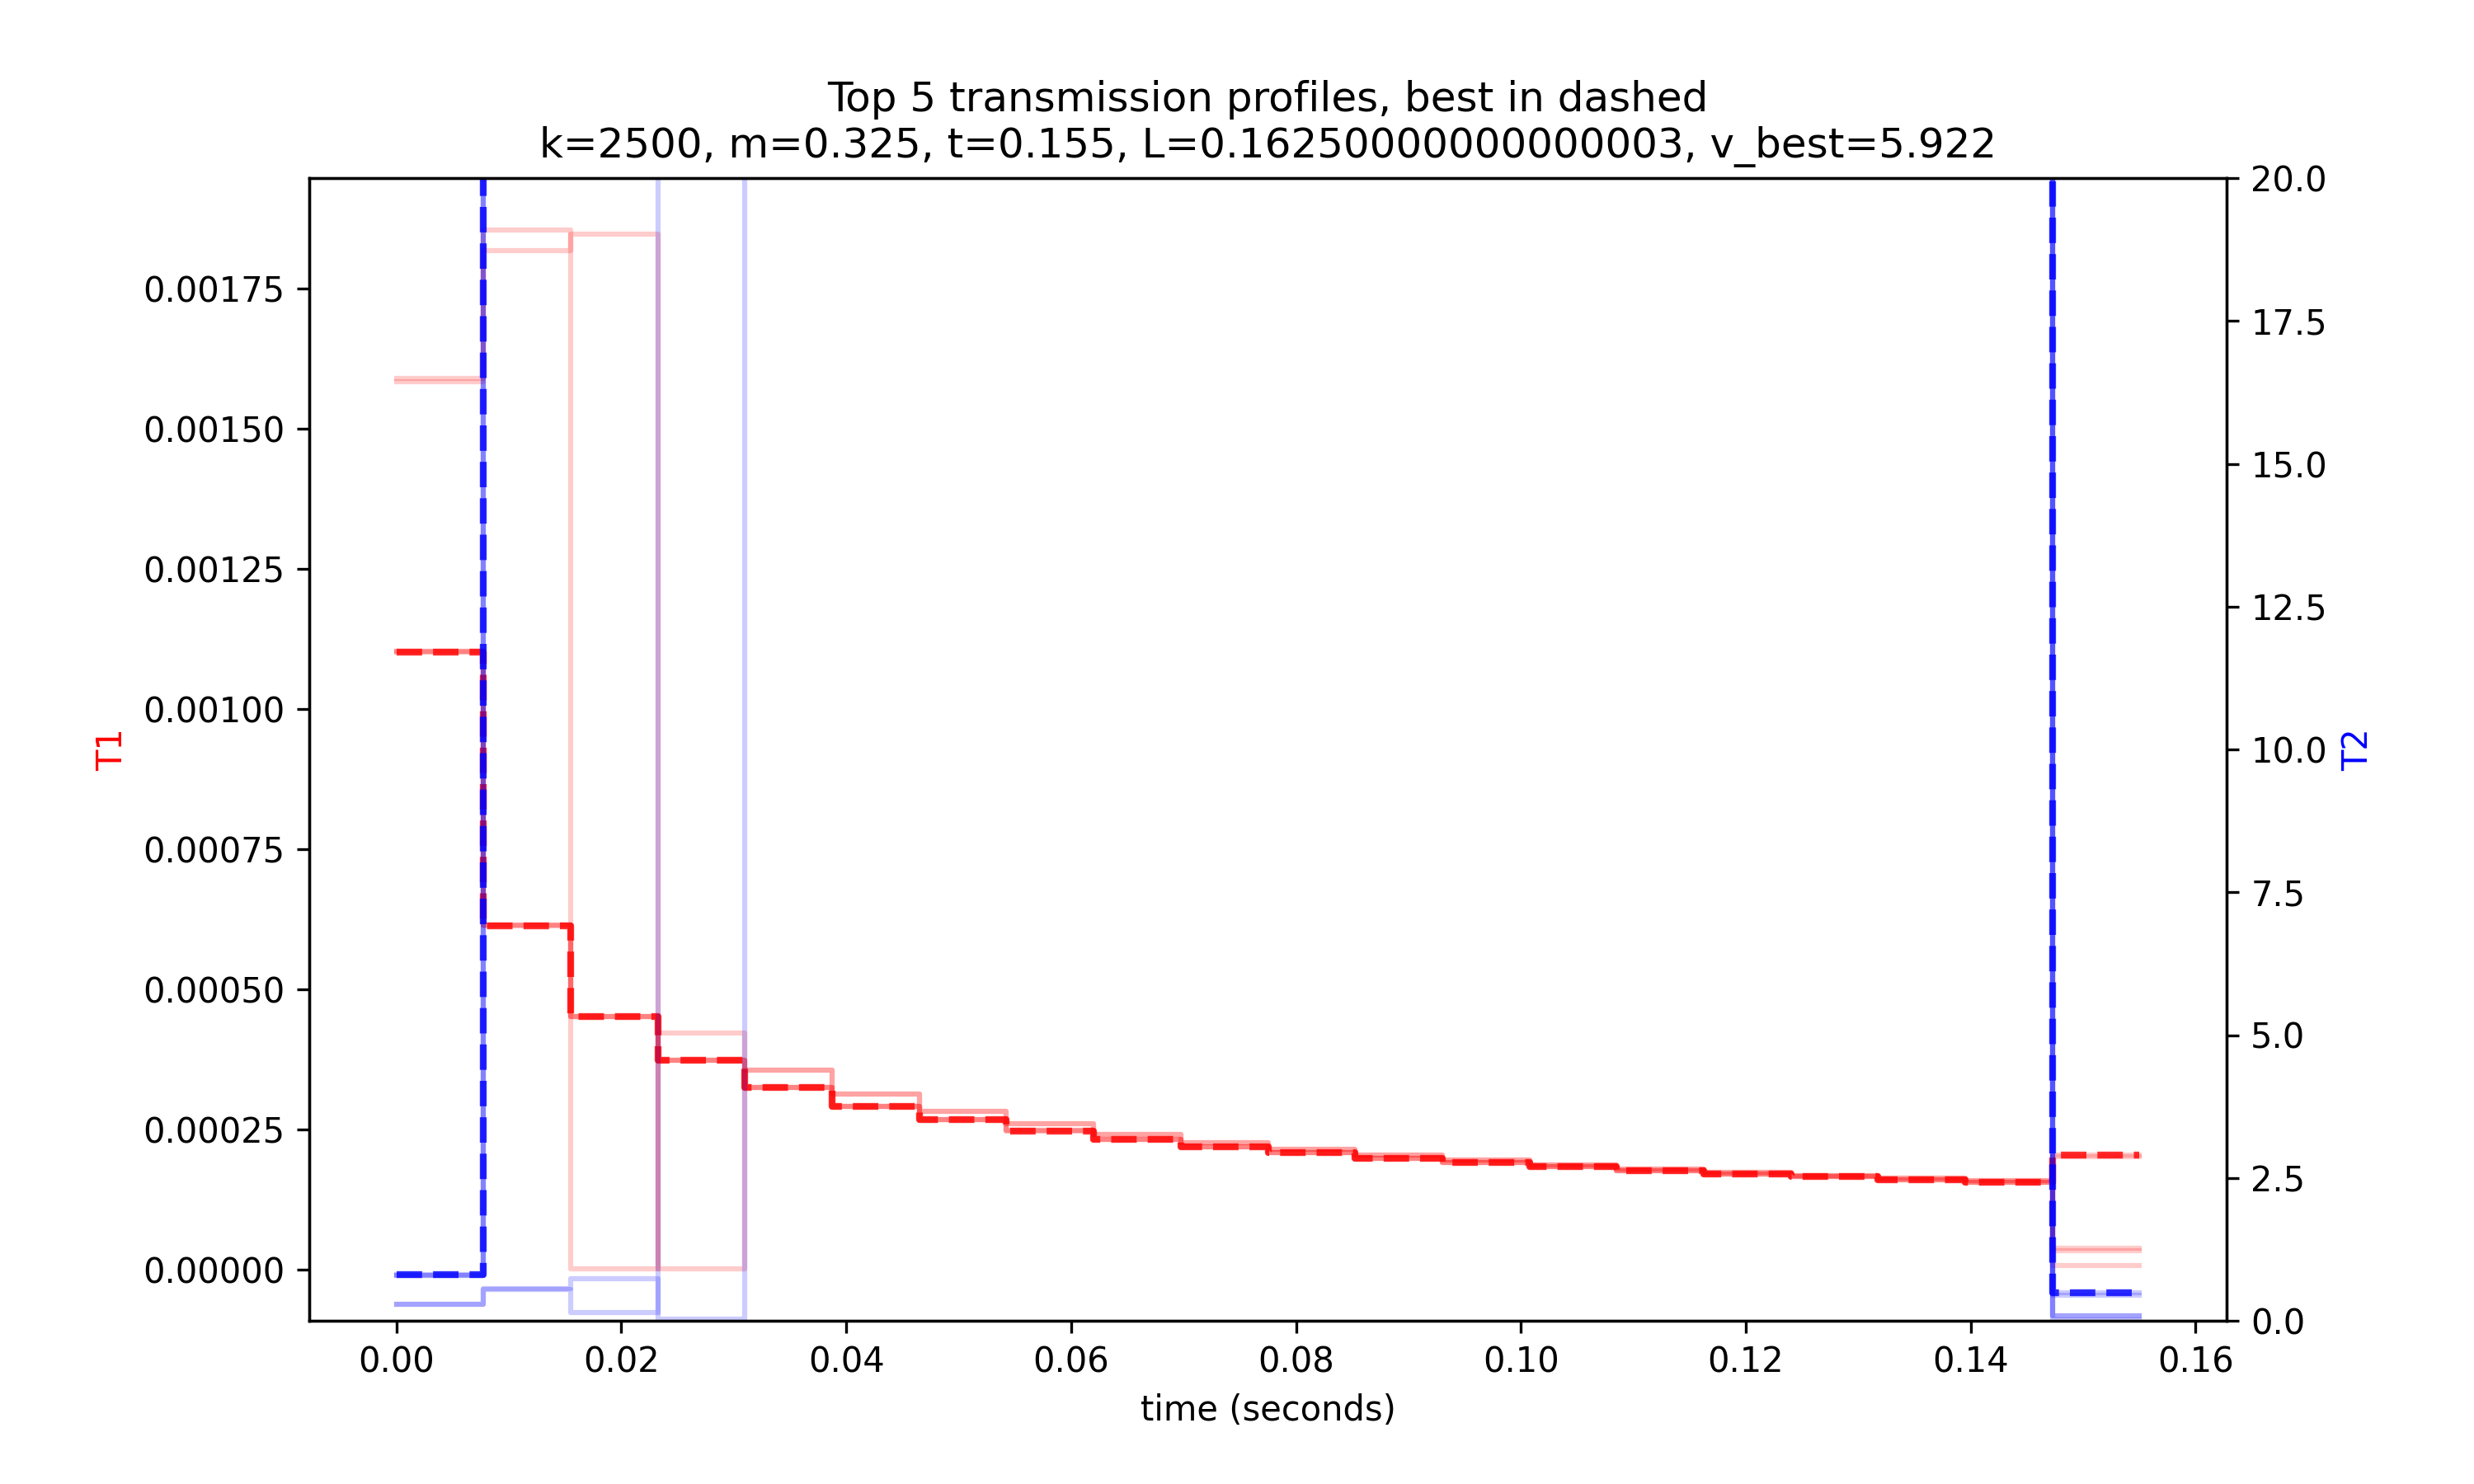 Top 5 transmission profiles, best in dashed
k=2500, m=0.325, t=0.155, L=0.16250000000000003, v_best=5.922
T1
0.00175
0.00150
0.00125
0.00100
0.00075
0.00050
0.00025
0.00000
20.0
17.5
15.0
12.5
10.0
7.5
5.0
2.5
0.0
T2
0.00 0.02 0.04 0.06 0.08 0.10 0.12 0.14 0.16
time (seconds)